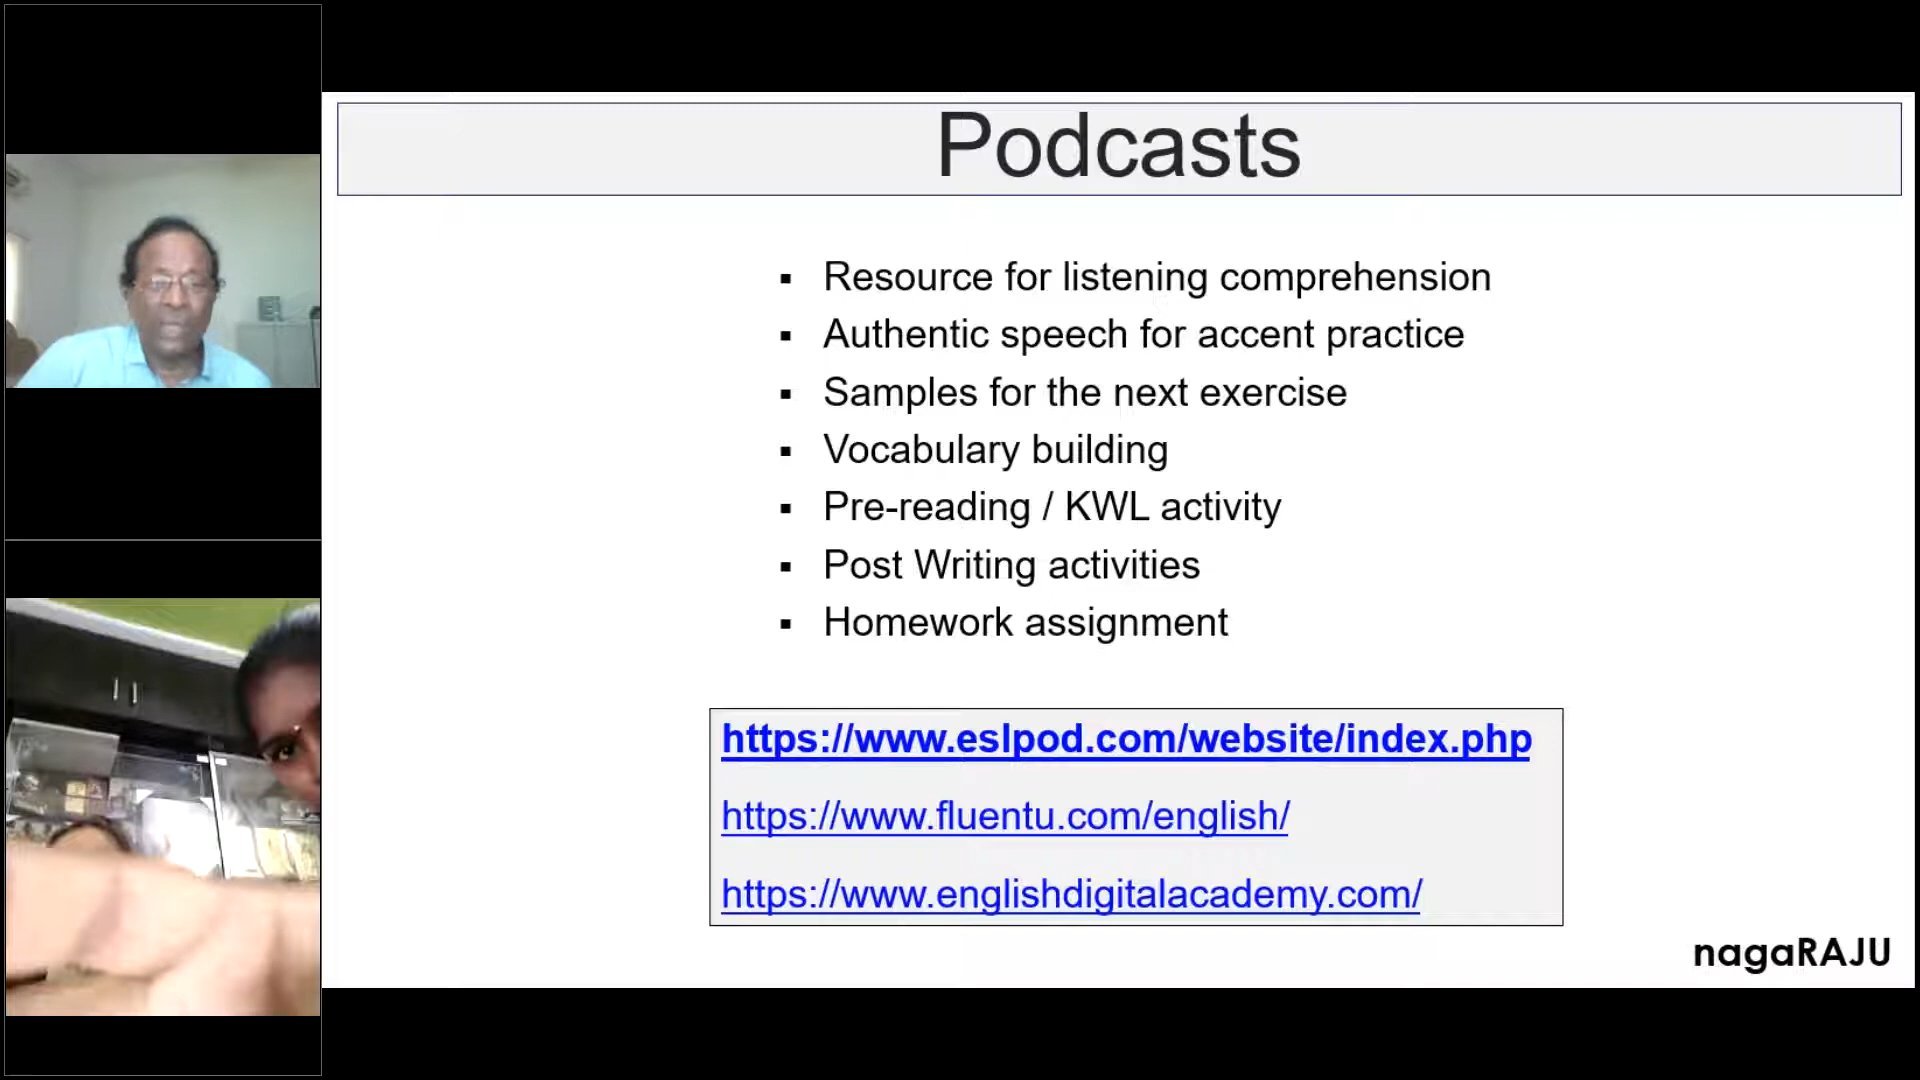 Podcasts
▪ Resource for listening comprehension
▪ Authentic speech for accent practice
▪ Samples for the next exercise
▪ Vocabulary building
▪ Pre-reading / KWL activity
▪ Post Writing activities
▪ Homework assignment
https://www.eslpod.com/website/index.php
https://www.fluentu.com/english/
https://www.englishdigitalacademy.com/
nagaRAJU